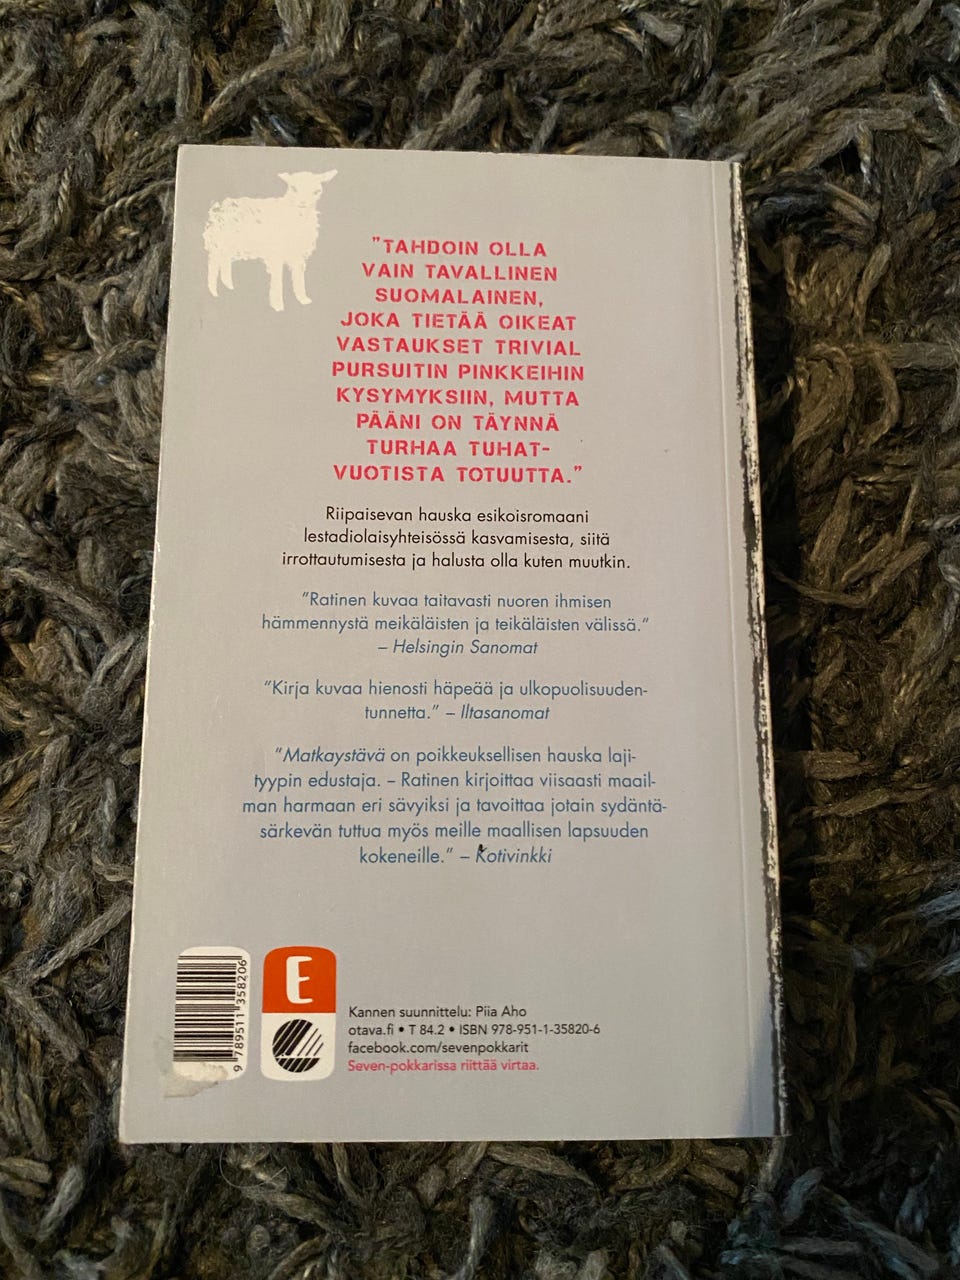 "TAHDOIN OLLA
VAIN TAVALLINEN
SUOMALAINEN,
JOKA TIETÄÄ OIKEAT
VASTAUKSET TRIVIAL
PURSUITIN PINKKEIHIN
KYSYMYKSIIN, MUTTA
PÄÄNI ON TÄYNNÄ
TURHAA TUHAT-
VUOTISTA TOTUUTTA."
Riipaisevan hauska esikoisromaani
lestadiolaisyhteisössä kasvamisesta, siitä
irrottautumisesta ja halusta olla kuten muutkin.
"Ratinen kuvaa taitavasti nuoren ihmisen
hämmennystä meikäläisten ja teikäläisten välissä."
– Helsingin Sanomat
"Kirja kuvaa hienosti häpeää ja ulkopuolisuuden-
tunnetta." – Iltasanomat
"Matkaystävä on poikkeuksellisen hauska laji-
tyypin edustaja. – Ratinen kirjoittaa viisaasti maail-
man harmaan eri sävyiksi ja tavoittaa jotain sydäntä-
särkevän tuttua myös meille maallisen lapsuuden
kokeneille." – Kotivinkki
9 789511 358206
E
Kannen suunnittelu: Piia Aho
otava.fi • T 84.2 • ISBN 978-951-1-35820-6
facebook.com/sevenpokkarit
Seven-pokkarissa riittää virtaa.